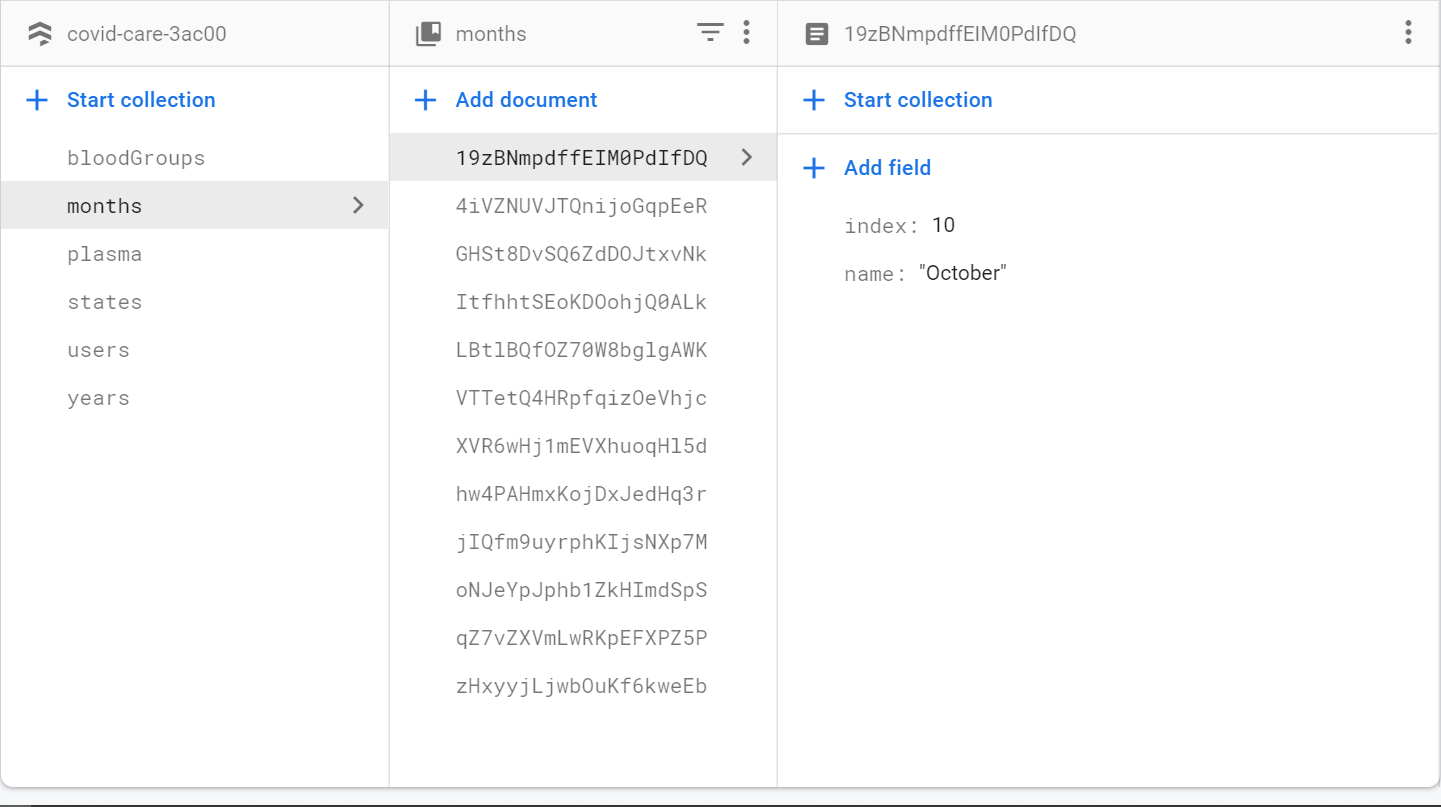 covid-care-3ac00
Start collection
bloodGroups
months
plasma
states
users
years
months
Add document
19zBNmpdffEIM0PdIfDQ
4iVZNUVJTQnijoGqpEeR
GHSt8DvSQ6ZdDOJtxvNk
ItfhhtSEoKDOohjQ0ALk
LBtlBQfOZ70W8bglgAWK
VTTetQ4HRpfqizOeVhjc
XVR6wHj1mEVXhuoqHl5d
hw4PAHmxKojDxJedHq3r
jIQfm9uyrphKIjsNXp7M
oNJeYpJphb1ZkHImdSpS
qZ7vZXVmLwRKpEFXPZ5P
zHxyyjLjwbOuKf6kweEb
19zBNmpdffEIM0PdIfDQ
Start collection
Add field
index: 10
name: "October"